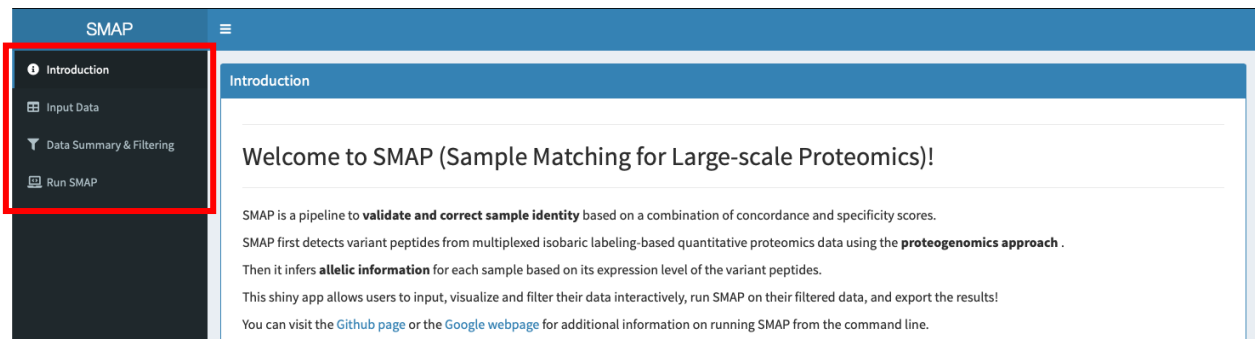 SMAP
Introduction
Input Data
Data Summary & Filtering
Run SMAP
Introduction
Welcome to SMAP (Sample Matching for Large-scale Proteomics)!
SMAP is a pipeline to validate and correct sample identity based on a combination of concordance and specificity scores.
SMAP first detects variant peptides from multiplexed isobaric labeling-based quantitative proteomics data using the proteogenomics approach .
Then it infers allelic information for each sample based on its expression level of the variant peptides.
This shiny app allows users to input, visualize and filter their data interactively, run SMAP on their filtered data, and export the results!
You can visit the Github page or the Google webpage for additional information on running SMAP from the command line.